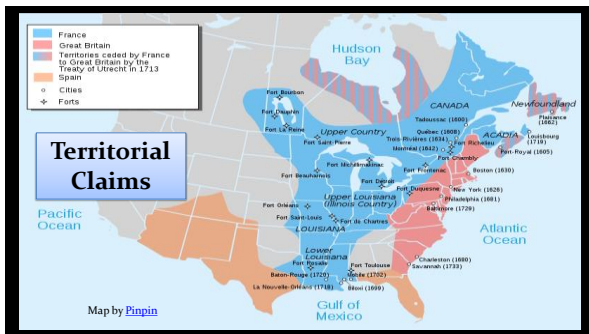 France
Great Britain
Territories ceded by France
to Great Britain by the
Treaty of Utrecht in 1713
Spain
Cities
Forts
Territorial
Claims
Hudson
Bay
Pacific
Ocean
Atlantic
Ocean
Gulf of
Mexico
CANADA
Newfoundland
Plaisance
(1662)
ACADIA
Louisbourg
(1719)
Port-Royal (1605)
Tadoussac (1600)
Québec (1608)
Trois-Rivières (1634)
Montréal (1642)
Fort Richelieu
Fort Chambly
Fort Bourbon
Fort Dauphin
Fort La Reine
Fort Saint Pierre
Upper Country
Fort Michilimakinac
Fort Beauharnois
Fort Frontenac
Fort Detroit
Boston (1630)
New York (1626)
Philadelphia (1681)
Baltimore (1729)
Fort Duquesne
Upper Louisiana
(Illinois Country)
Fort Orléans
Fort Saint-Louis
Fort de Chartres
LOUISIANA
Lower
Louisiana
Fort Rosalie
Fort Toulouse
Baton-Rouge (1720)
Mobile (1702)
La Nouvelle-Orléans (1718)
Biloxi (1699)
Charleston (1680)
Savannah (1733)
Map by Pinpin